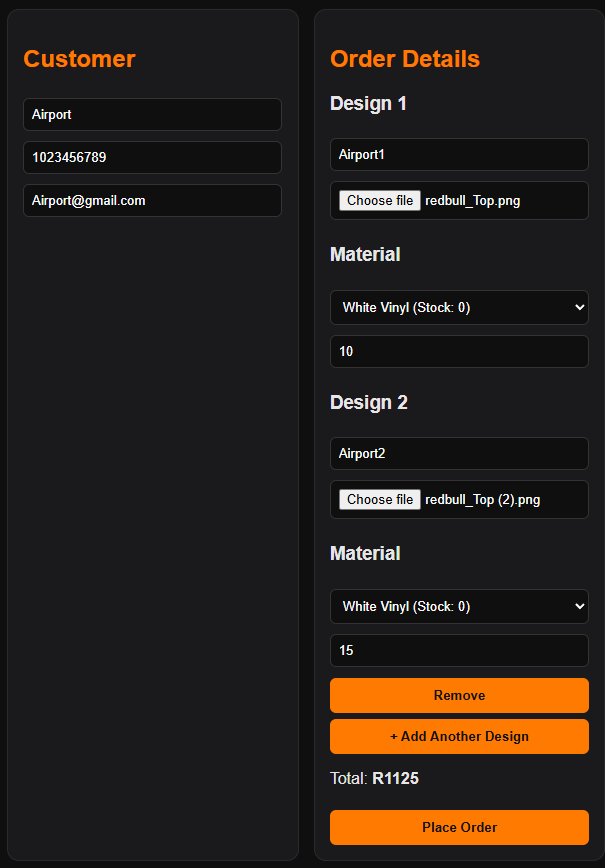 Customer
Airport
1023456789
Airport@gmail.com
Order Details
Design 1
Airport1
Choose file redbull_Top.png
Material
White Vinyl (Stock: 0)
10
Design 2
Airport2
Choose file redbull_Top (2).png
Material
White Vinyl (Stock: 0)
15
Remove
+ Add Another Design
Total: R1125
Place Order